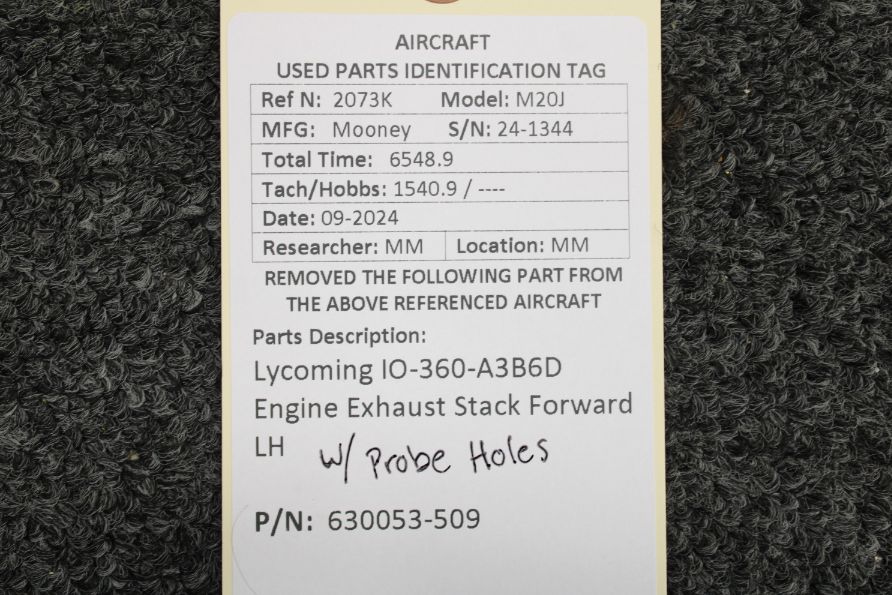 AIRCRAFT
USED PARTS IDENTIFICATION TAG
Ref N: 2073K Model: M20J
MFG: Mooney S/N: 24-1344
Total Time: 6548.9
Tach/Hobbs: 1540.9 / ----
Date: 09-2024
Researcher: MM Location: MM
REMOVED THE FOLLOWING PART FROM
THE ABOVE REFERENCED AIRCRAFT
Parts Description:
Lycoming IO-360-A3B6D
Engine Exhaust Stack Forward
LH w/ Probe Holes
P/N: 630053-509